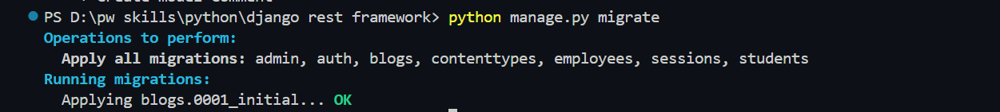 PS D:\pw skills\python\django rest framework> python manage.py migrate
Operations to perform:
  Apply all migrations: admin, auth, blogs, contenttypes, employees, sessions, students
Running migrations:
  Applying blogs.0001_initial... OK